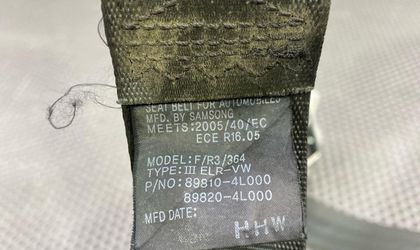 SEAT BELT FOR AUTOMOBILES
MFD. BY SAMSONG
MEETS: 2005/40/EC
ECE R16.05
MODEL: F/R3/364
TYPE: III ELR-VW
P/NO: 89810-4L000
89820-4L000
MFD DATE:
HHW